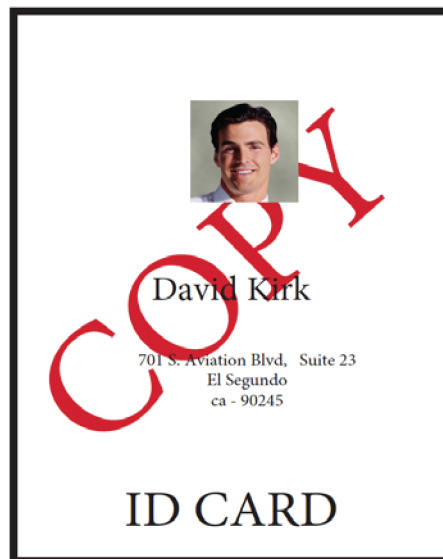 COPY
David Kirk
701 S. Aviation Blvd,   Suite 23
El Segundo
ca - 90245
ID CARD